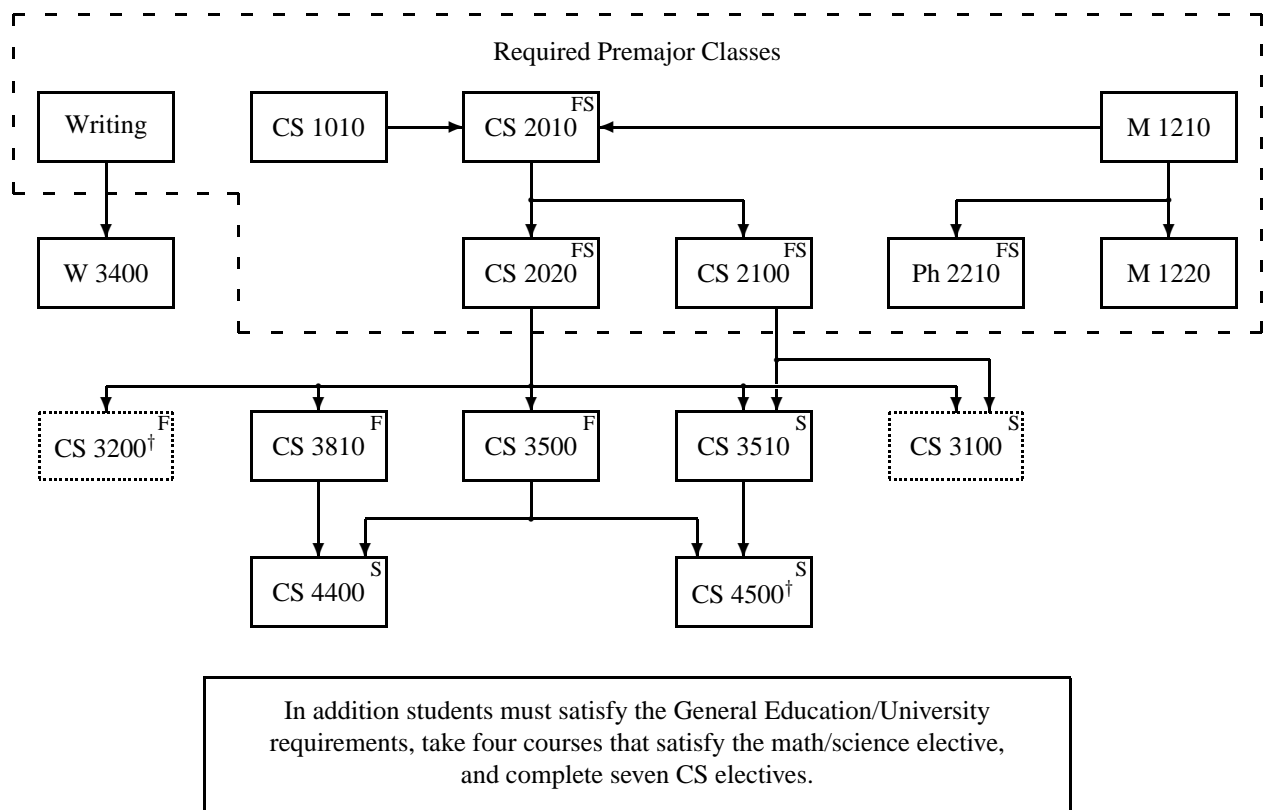 Required Premajor Classes
Writing
CS 1010
CS 2010 FS
M 1210
W 3400
CS 2020 FS
CS 2100 FS
Ph 2210 FS
M 1220
CS 3200† F
CS 3810 F
CS 3500 F
CS 3510 S
CS 3100 S
CS 4400 S
CS 4500† S
In addition students must satisfy the General Education/University
requirements, take four courses that satisfy the math/science elective,
and complete seven CS electives.